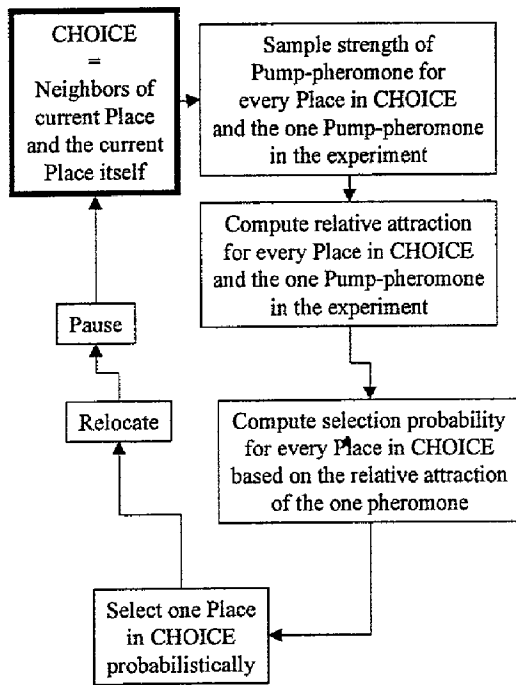 CHOICE
=
Neighbors of
current Place
and the current
Place itself
Sample strength of
Pump-pheromone for
every Place in CHOICE
and the one Pump-pheromone
in the experiment
Compute relative attraction
for every Place in CHOICE
and the one Pump-pheromone
in the experiment
Compute selection probability
for every Place in CHOICE
based on the relative attraction
of the one pheromone
Select one Place
in CHOICE
probabilistically
Relocate
Pause